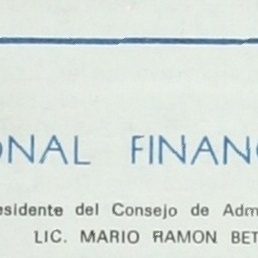 ONAL FINANC
esidente del Consejo de Adm
LIC. MARIO RAMON BET